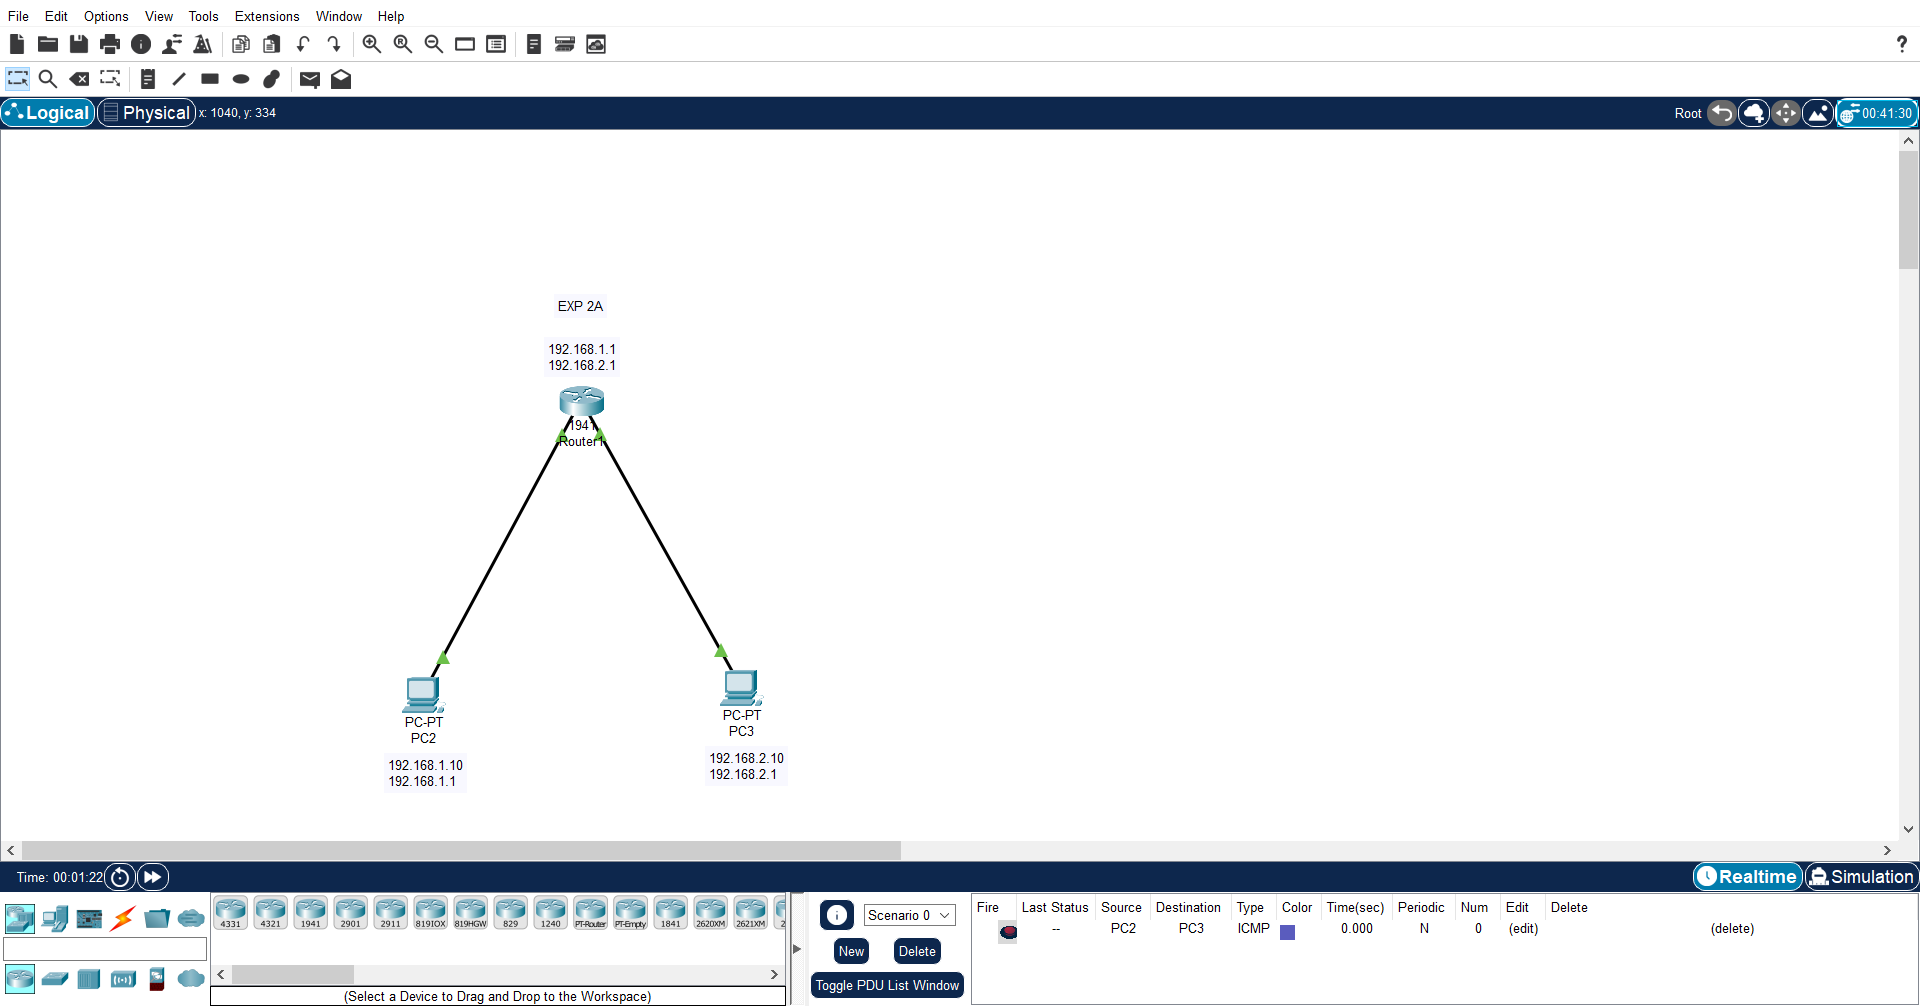 File Edit Options View Tools Extensions Window Help
?
Logical Physical x: 1040, y: 334 Root 00:41:30
EXP 2A
192.168.1.1
192.168.2.1
1941
Router1
PC-PT
PC2
192.168.1.10
192.168.1.1
PC-PT
PC3
192.168.2.10
192.168.2.1
Time: 00:01:22 Realtime Simulation
4331 4321 1941 2901 2911 819IOX 819HGW 829 1240 PT-Router PT-Empty 1841 2620XM 2621XM 2
(Select a Device to Drag and Drop to the Workspace)
Scenario 0
New Delete
Toggle PDU List Window
Fire Last Status Source Destination Type Color Time(sec) Periodic Num Edit Delete
-- PC2 PC3 ICMP 0.000 N 0 (edit) (delete)